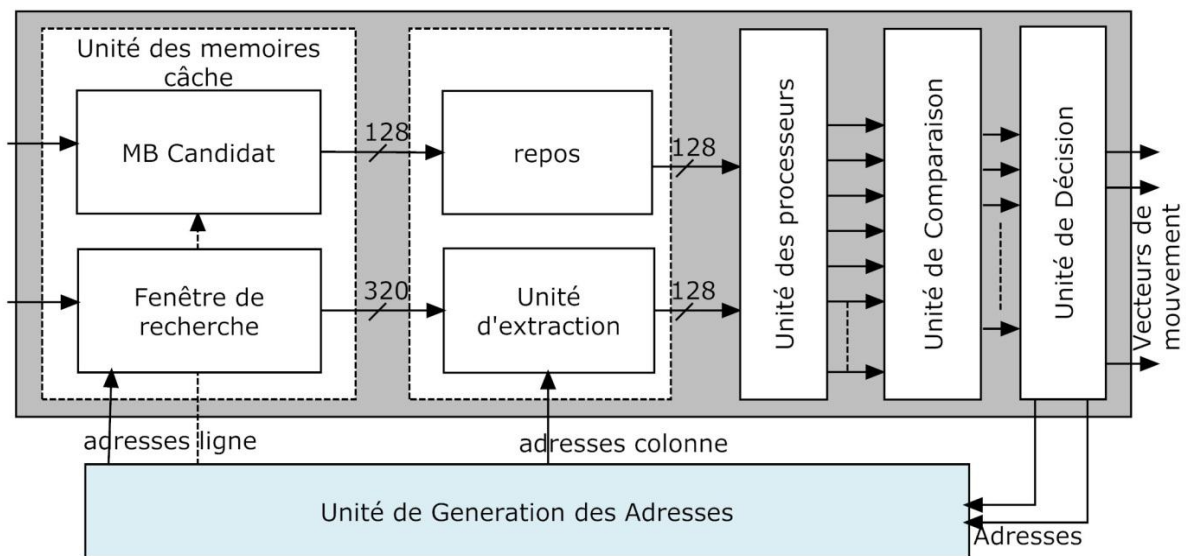 Unité des memoires
câche
MB Candidat
128
repos
128
Fenêtre de
recherche
320
Unité
d'extraction
128
Unité des processeurs
Unité de Comparaison
Unité de Décision
Vecteurs de
mouvement
adresses ligne
adresses colonne
Unité de Generation des Adresses
Adresses